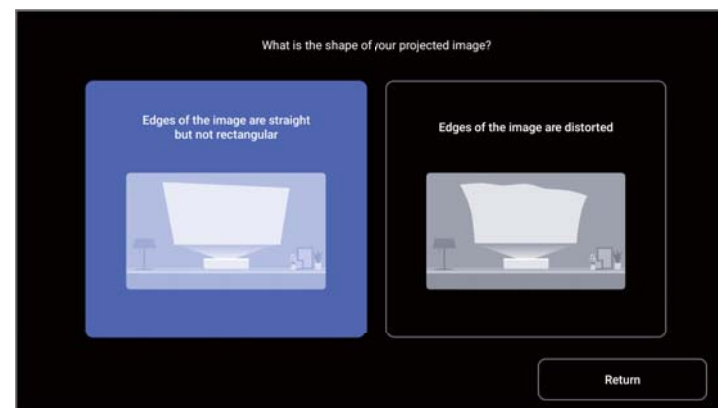 What is the shape of your projected image?
Edges of the image are straight
but not rectangular
Edges of the image are distorted
Return